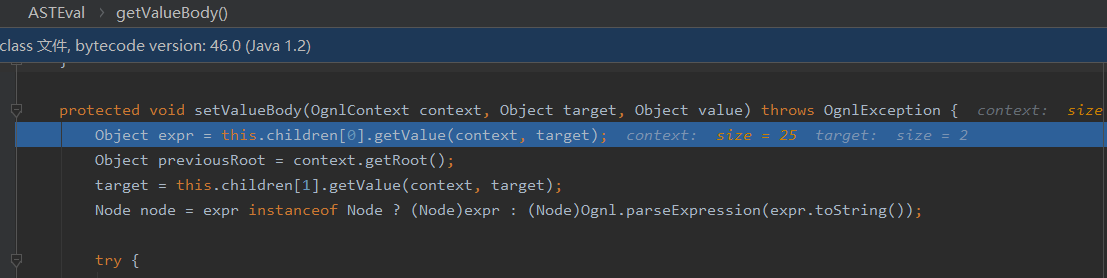 ASTEval > getValueBody()
class 文件, bytecode version: 46.0 (Java 1.2)
}
protected void setValueBody(OgnlContext context, Object target, Object value) throws OgnlException { context: size
Object expr = this.children[0].getValue(context, target); context: size = 25 target: size = 2
Object previousRoot = context.getRoot();
target = this.children[1].getValue(context, target);
Node node = expr instanceof Node ? (Node)expr : (Node)Ognl.parseExpression(expr.toString());
try {